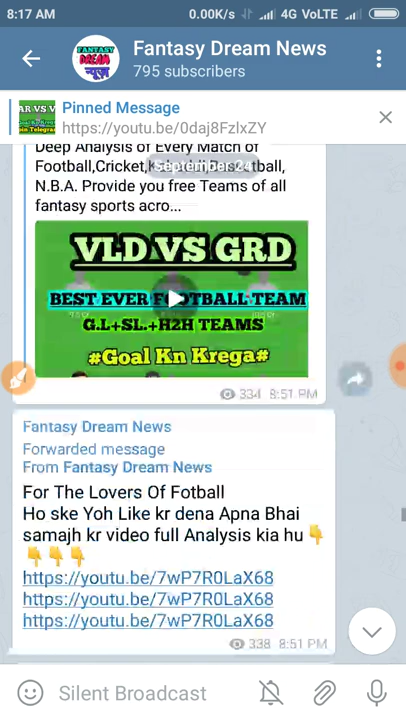 8:17 AM
0.00K/s
4G VoLTE
FANTASY
DREAM
न्यूज़
Fantasy Dream News
795 subscribers
Pinned Message
https://youtu.be/0daj8FzlxZY
Deep Analysis of Every Match of
Football,Cricket,
September 24
N.B.A. Provide you free Teams of all
fantasy sports acro...
VLD VS GRD
BEST EVER FOOTBALL TEAM
G.L+SL.+H2H TEAMS
#Goal Kn Krega#
334 8:51 PM
Fantasy Dream News
Forwarded message
From Fantasy Dream News
For The Lovers Of Fotball
Ho ske Yoh Like kr dena Apna Bhai
samajh kr video full Analysis kia hu👇
👇👇👇
https://youtu.be/7wP7R0LaX68
https://youtu.be/7wP7R0LaX68
https://youtu.be/7wP7R0LaX68
338 8:51 PM
Silent Broadcast